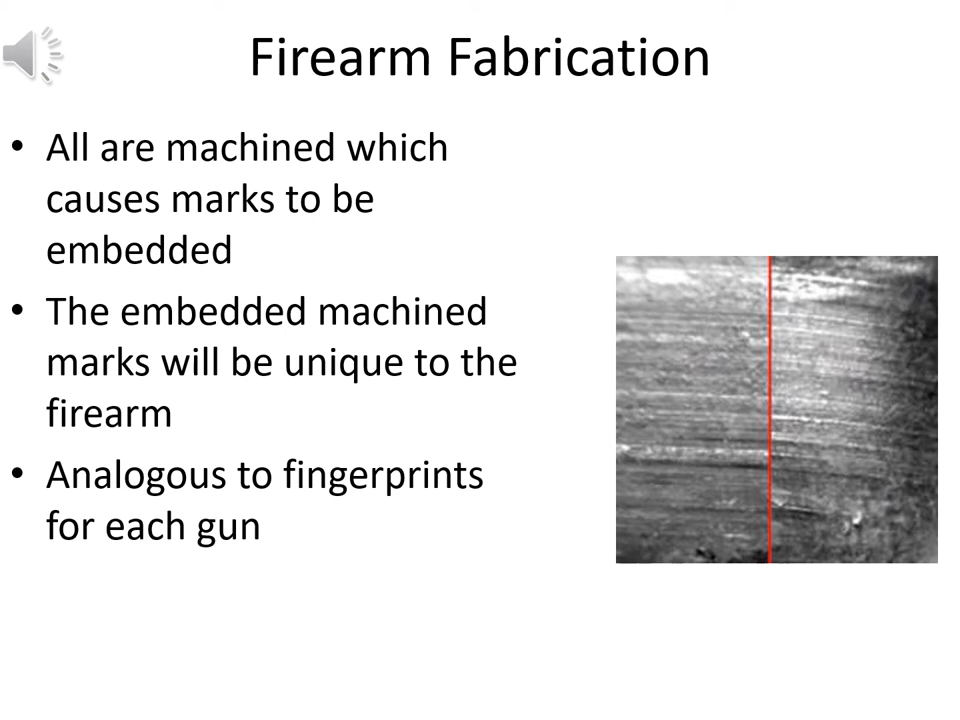 Firearm Fabrication
• All are machined which
causes marks to be
embedded
• The embedded machined
marks will be unique to the
firearm
• Analogous to fingerprints
for each gun